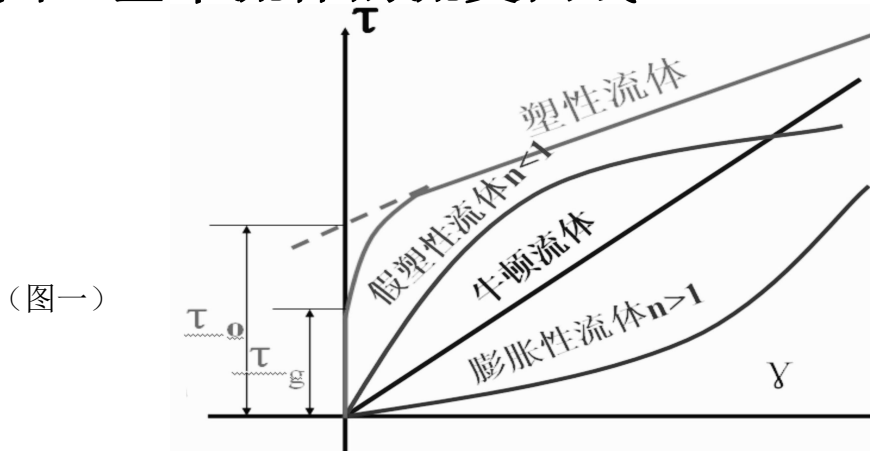 τ
塑性流体
假塑性流体n<1
牛顿流体
膨胀性流体n>1
（图一）
τo
τg
γ